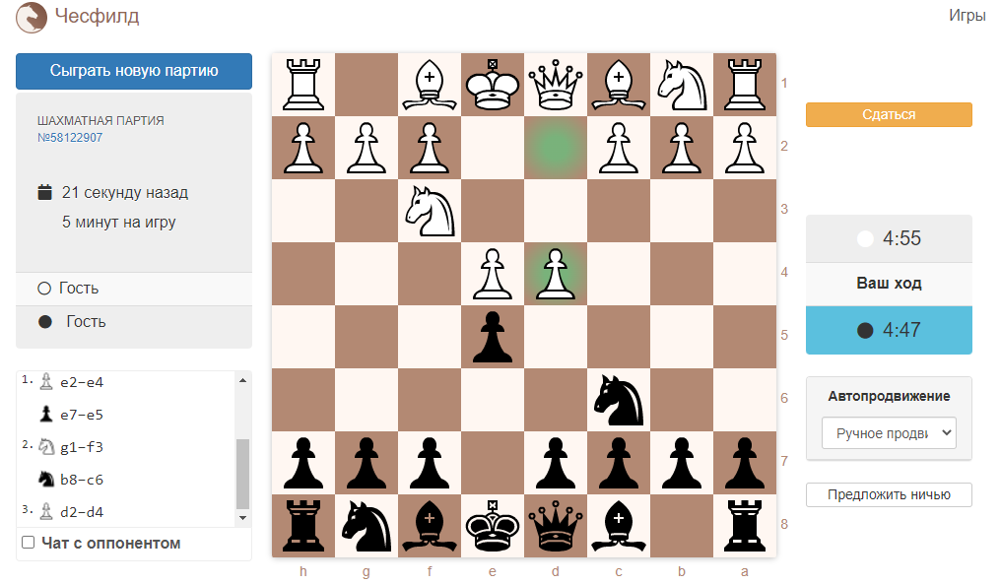 Чесфилд
Игры
Сыграть новую партию
ШАХМАТНАЯ ПАРТИЯ
№58122907
21 секунду назад
5 минут на игру
Гость
Гость
1. e2-e4
e7-e5
2. g1-f3
b8-c6
3. d2-d4
Чат с оппонентом
1
2
3
4
5
6
7
8
h g f e d c b a
Сдаться
4:55
Ваш ход
4:47
Автопродвижение
Ручное продви
Предложить ничью